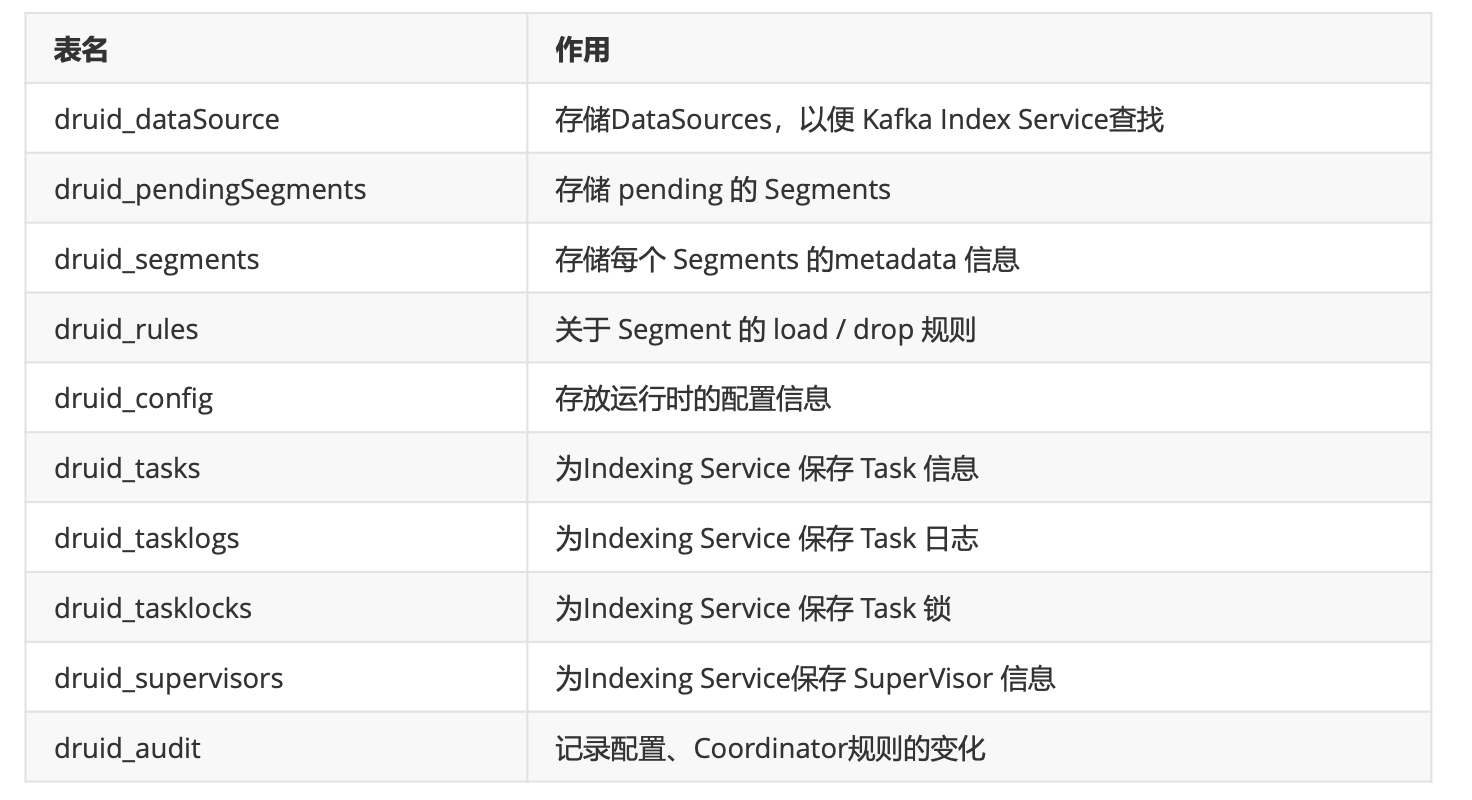 表名 作用
druid_dataSource 存储DataSources，以便 Kafka Index Service查找
druid_pendingSegments 存储 pending 的 Segments
druid_segments 存储每个 Segments 的metadata 信息
druid_rules 关于 Segment 的 load / drop 规则
druid_config 存放运行时的配置信息
druid_tasks 为Indexing Service 保存 Task 信息
druid_tasklogs 为Indexing Service 保存 Task 日志
druid_tasklocks 为Indexing Service 保存 Task 锁
druid_supervisors 为Indexing Service保存 SuperVisor 信息
druid_audit 记录配置、Coordinator规则的变化